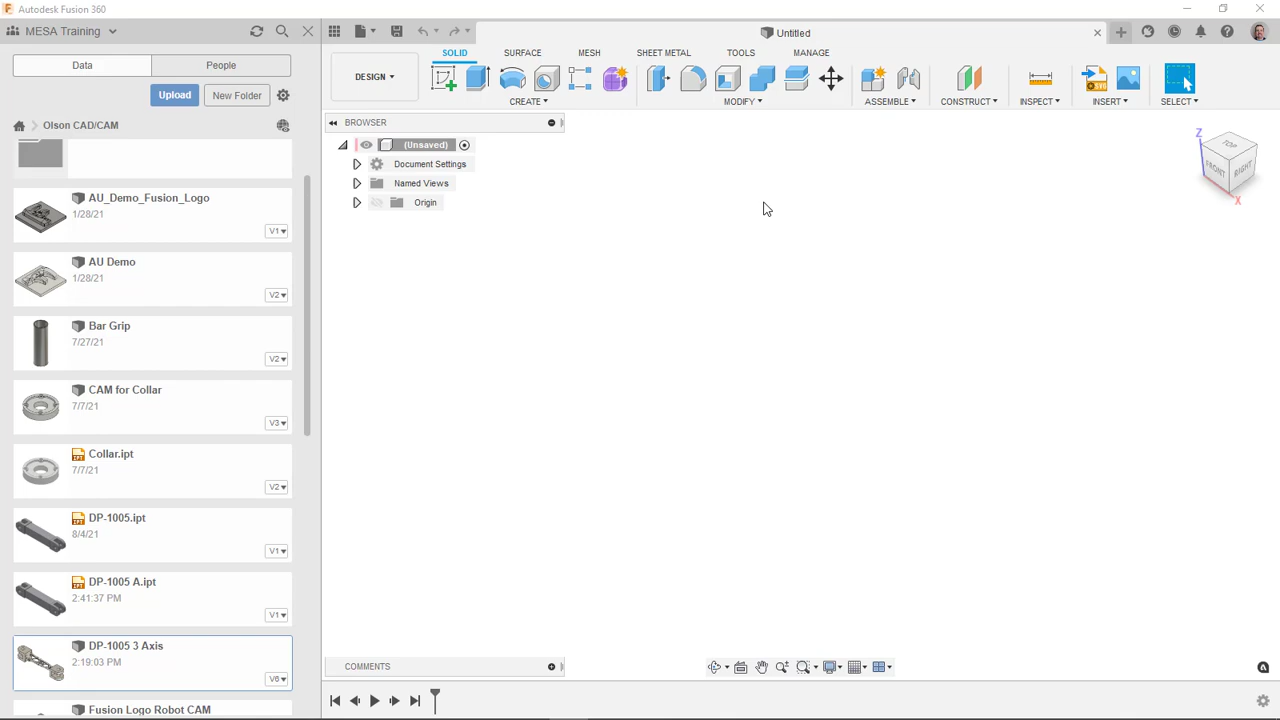 Autodesk Fusion 360
MESA Training
Untitled
Data
People
Upload
New Folder
Olson CAD/CAM
AU_Demo_Fusion_Logo
1/28/21
V1
AU Demo
1/28/21
V2
Bar Grip
7/27/21
V2
CAM for Collar
7/7/21
V3
Collar.ipt
7/7/21
V2
DP-1005.ipt
8/4/21
V1
DP-1005 A.ipt
2:41:37 PM
V1
DP-1005 3 Axis
2:19:03 PM
V6
Fusion Logo Robot CAM
DESIGN
SOLID
SURFACE
MESH
SHEET METAL
TOOLS
MANAGE
CREATE
MODIFY
ASSEMBLE
CONSTRUCT
INSPECT
INSERT
SELECT
BROWSER
(Unsaved)
Document Settings
Named Views
Origin
Z
TOP
FRONT
RIGHT
X
COMMENTS